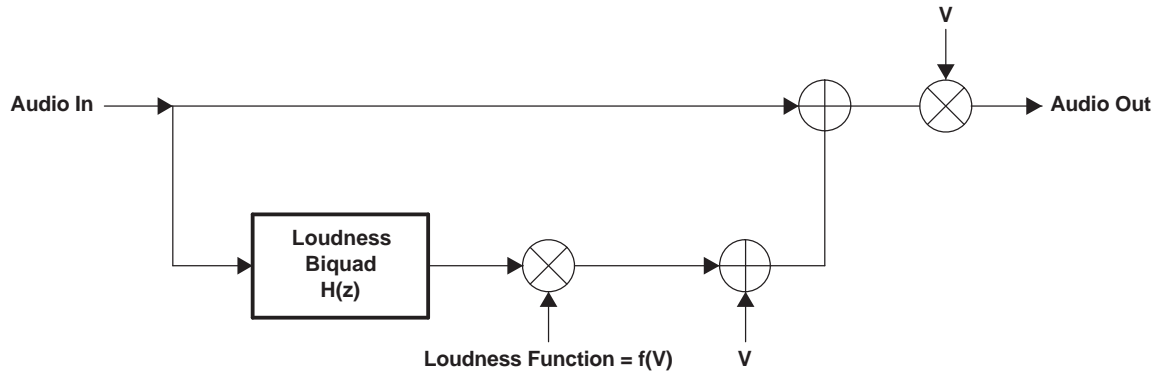 V
Audio In
Audio Out
Loudness
Biquad
H(z)
Loudness Function = f(V)
V